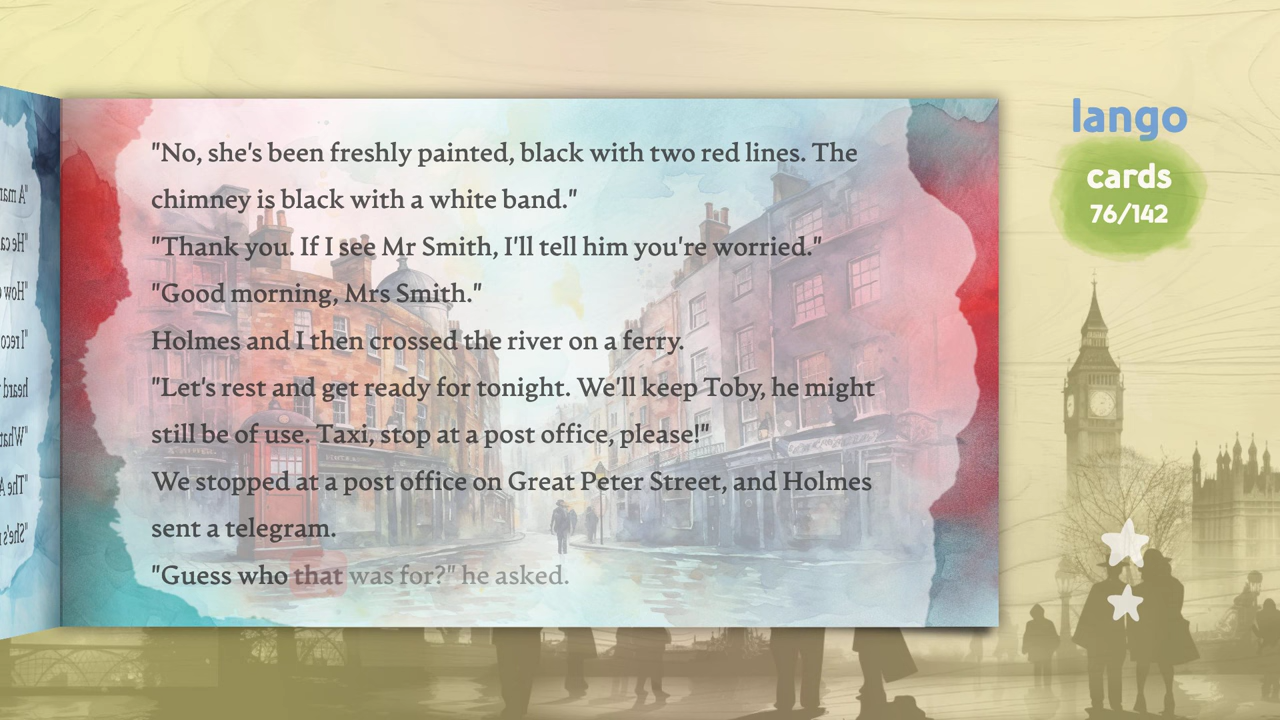 "No, she's been freshly painted, black with two red lines. The
chimney is black with a white band."
"Thank you. If I see Mr Smith, I'll tell him you're worried."
"Good morning, Mrs Smith."
Holmes and I then crossed the river on a ferry.
"Let's rest and get ready for tonight. We'll keep Toby, he might
still be of use. Taxi, stop at a post office, please!"
We stopped at a post office on Great Peter Street, and Holmes
sent a telegram.
"Guess who that was for?" he asked.
lango
cards
76/142